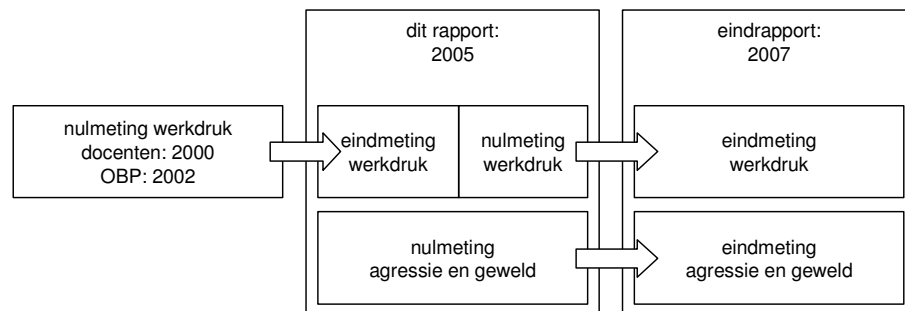 dit rapport:
2005
eindrapport:
2007
nulmeting werkdruk
docenten: 2000
OBP: 2002
eindmeting
werkdruk
nulmeting
werkdruk
eindmeting
werkdruk
nulmeting
agressie en geweld
eindmeting
agressie en geweld